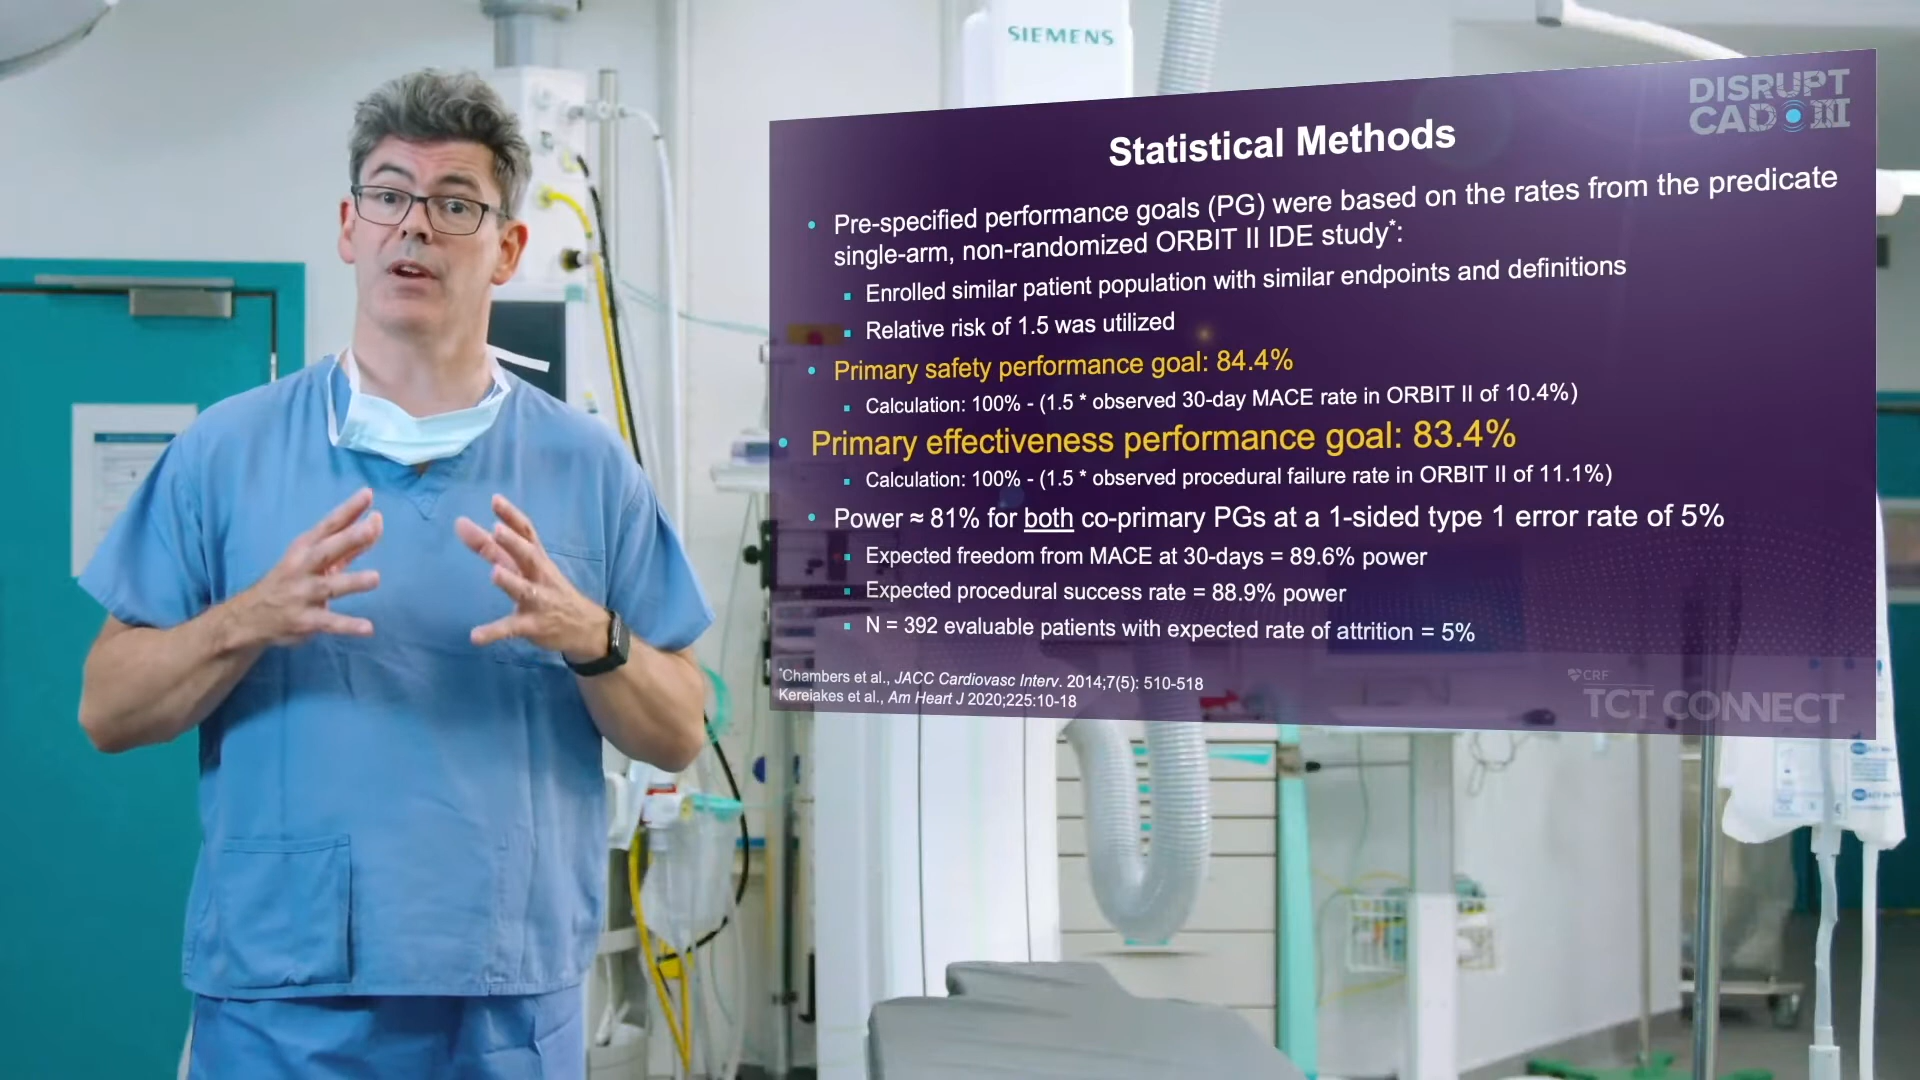 SIEMENS
DISRUPT
CAD III
Statistical Methods
• Pre-specified performance goals (PG) were based on the rates from the predicate
single-arm, non-randomized ORBIT II IDE study*:
▪ Enrolled similar patient population with similar endpoints and definitions
▪ Relative risk of 1.5 was utilized
• Primary safety performance goal: 84.4%
▪ Calculation: 100% - (1.5 * observed 30-day MACE rate in ORBIT II of 10.4%)
• Primary effectiveness performance goal: 83.4%
▪ Calculation: 100% - (1.5 * observed procedural failure rate in ORBIT II of 11.1%)
• Power ≈ 81% for both co-primary PGs at a 1-sided type 1 error rate of 5%
▪ Expected freedom from MACE at 30-days = 89.6% power
▪ Expected procedural success rate = 88.9% power
▪ N = 392 evaluable patients with expected rate of attrition = 5%
*Chambers et al., JACC Cardiovasc Interv. 2014;7(5): 510-518
Kereiakes et al., Am Heart J 2020;225:10-18
CRF
TCT CONNECT